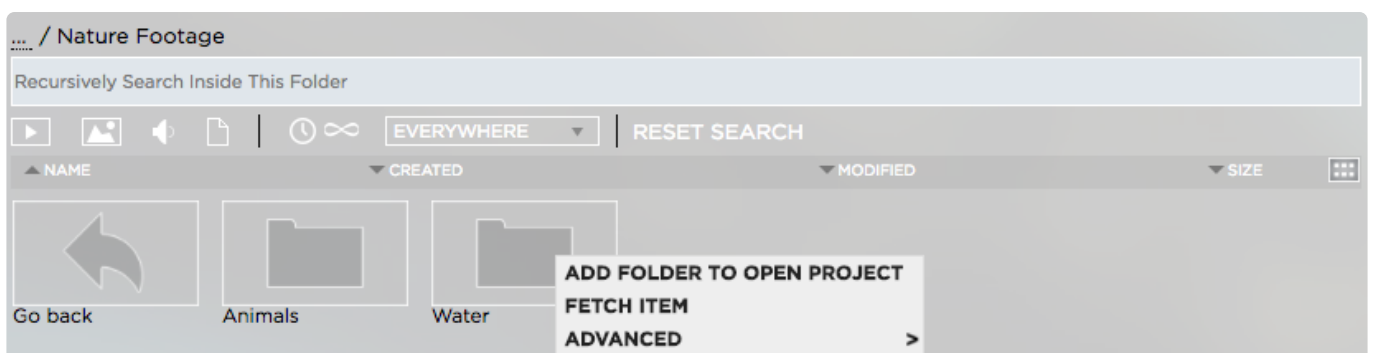 ... / Nature Footage
Recursively Search Inside This Folder
EVERYWHERE RESET SEARCH
NAME CREATED MODIFIED SIZE
Go back Animals Water
ADD FOLDER TO OPEN PROJECT
FETCH ITEM
ADVANCED >